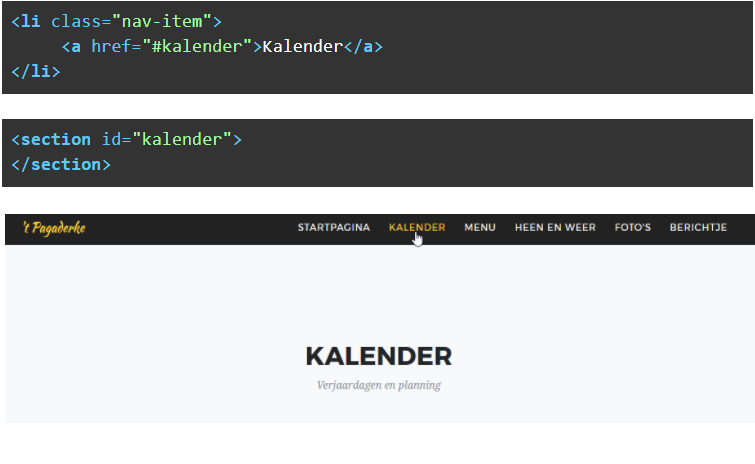 <li class="nav-item">
<a href="#kalender">Kalender</a>
</li>
<section id="kalender">
</section>
't Pagaderke STARTPAGINA KALENDER MENU HEEN EN WEER FOTO'S BERICHTJE
KALENDER
Verjaardagen en planning